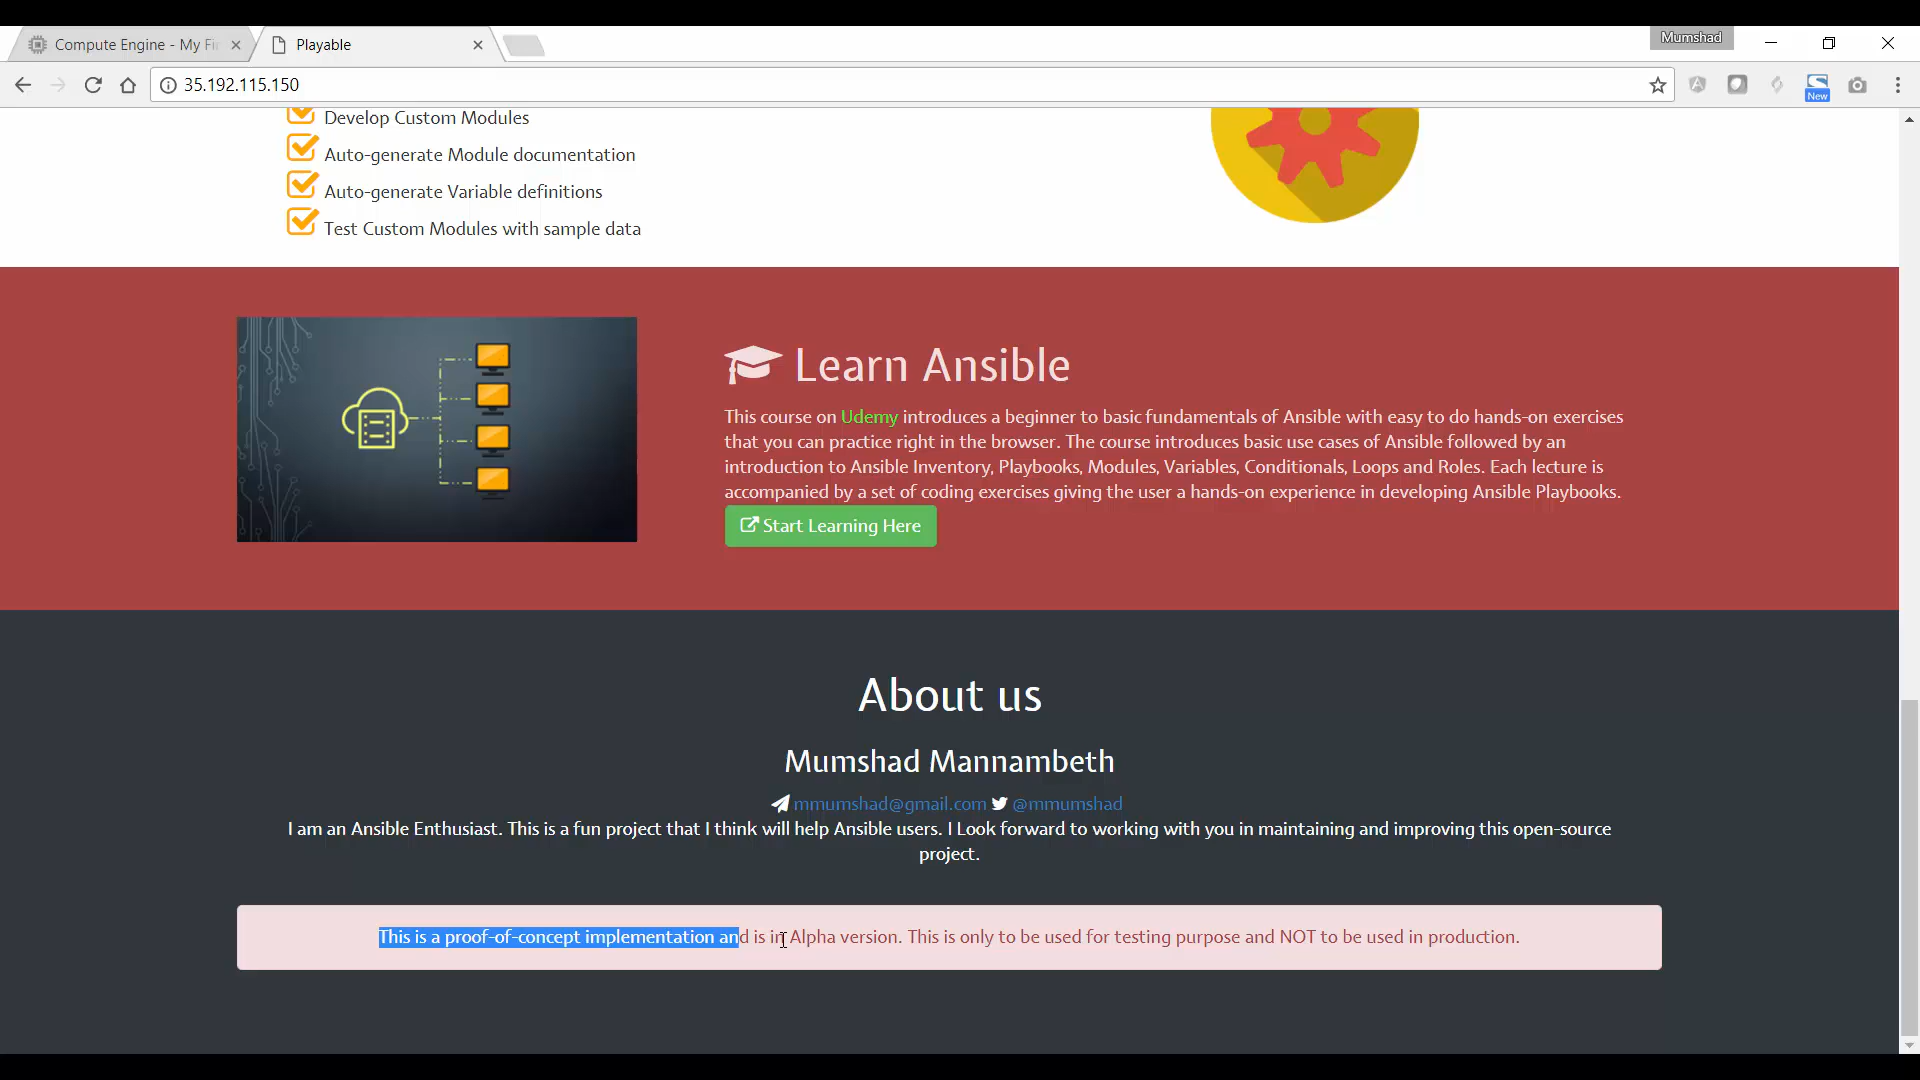 Compute Engine - My Fi
Playable
Mumshad
35.192.115.150
New
Develop Custom Modules
Auto-generate Module documentation
Auto-generate Variable definitions
Test Custom Modules with sample data
Learn Ansible
This course on Udemy introduces a beginner to basic fundamentals of Ansible with easy to do hands-on exercises
that you can practice right in the browser. The course introduces basic use cases of Ansible followed by an
introduction to Ansible Inventory, Playbooks, Modules, Variables, Conditionals, Loops and Roles. Each lecture is
accompanied by a set of coding exercises giving the user a hands-on experience in developing Ansible Playbooks.
Start Learning Here
About us
Mumshad Mannambeth
mmumshad@gmail.com @mmumshad
I am an Ansible Enthusiast. This is a fun project that I think will help Ansible users. I Look forward to working with you in maintaining and improving this open-source
project.
This is a proof-of-concept implementation and is in Alpha version. This is only to be used for testing purpose and NOT to be used in production.